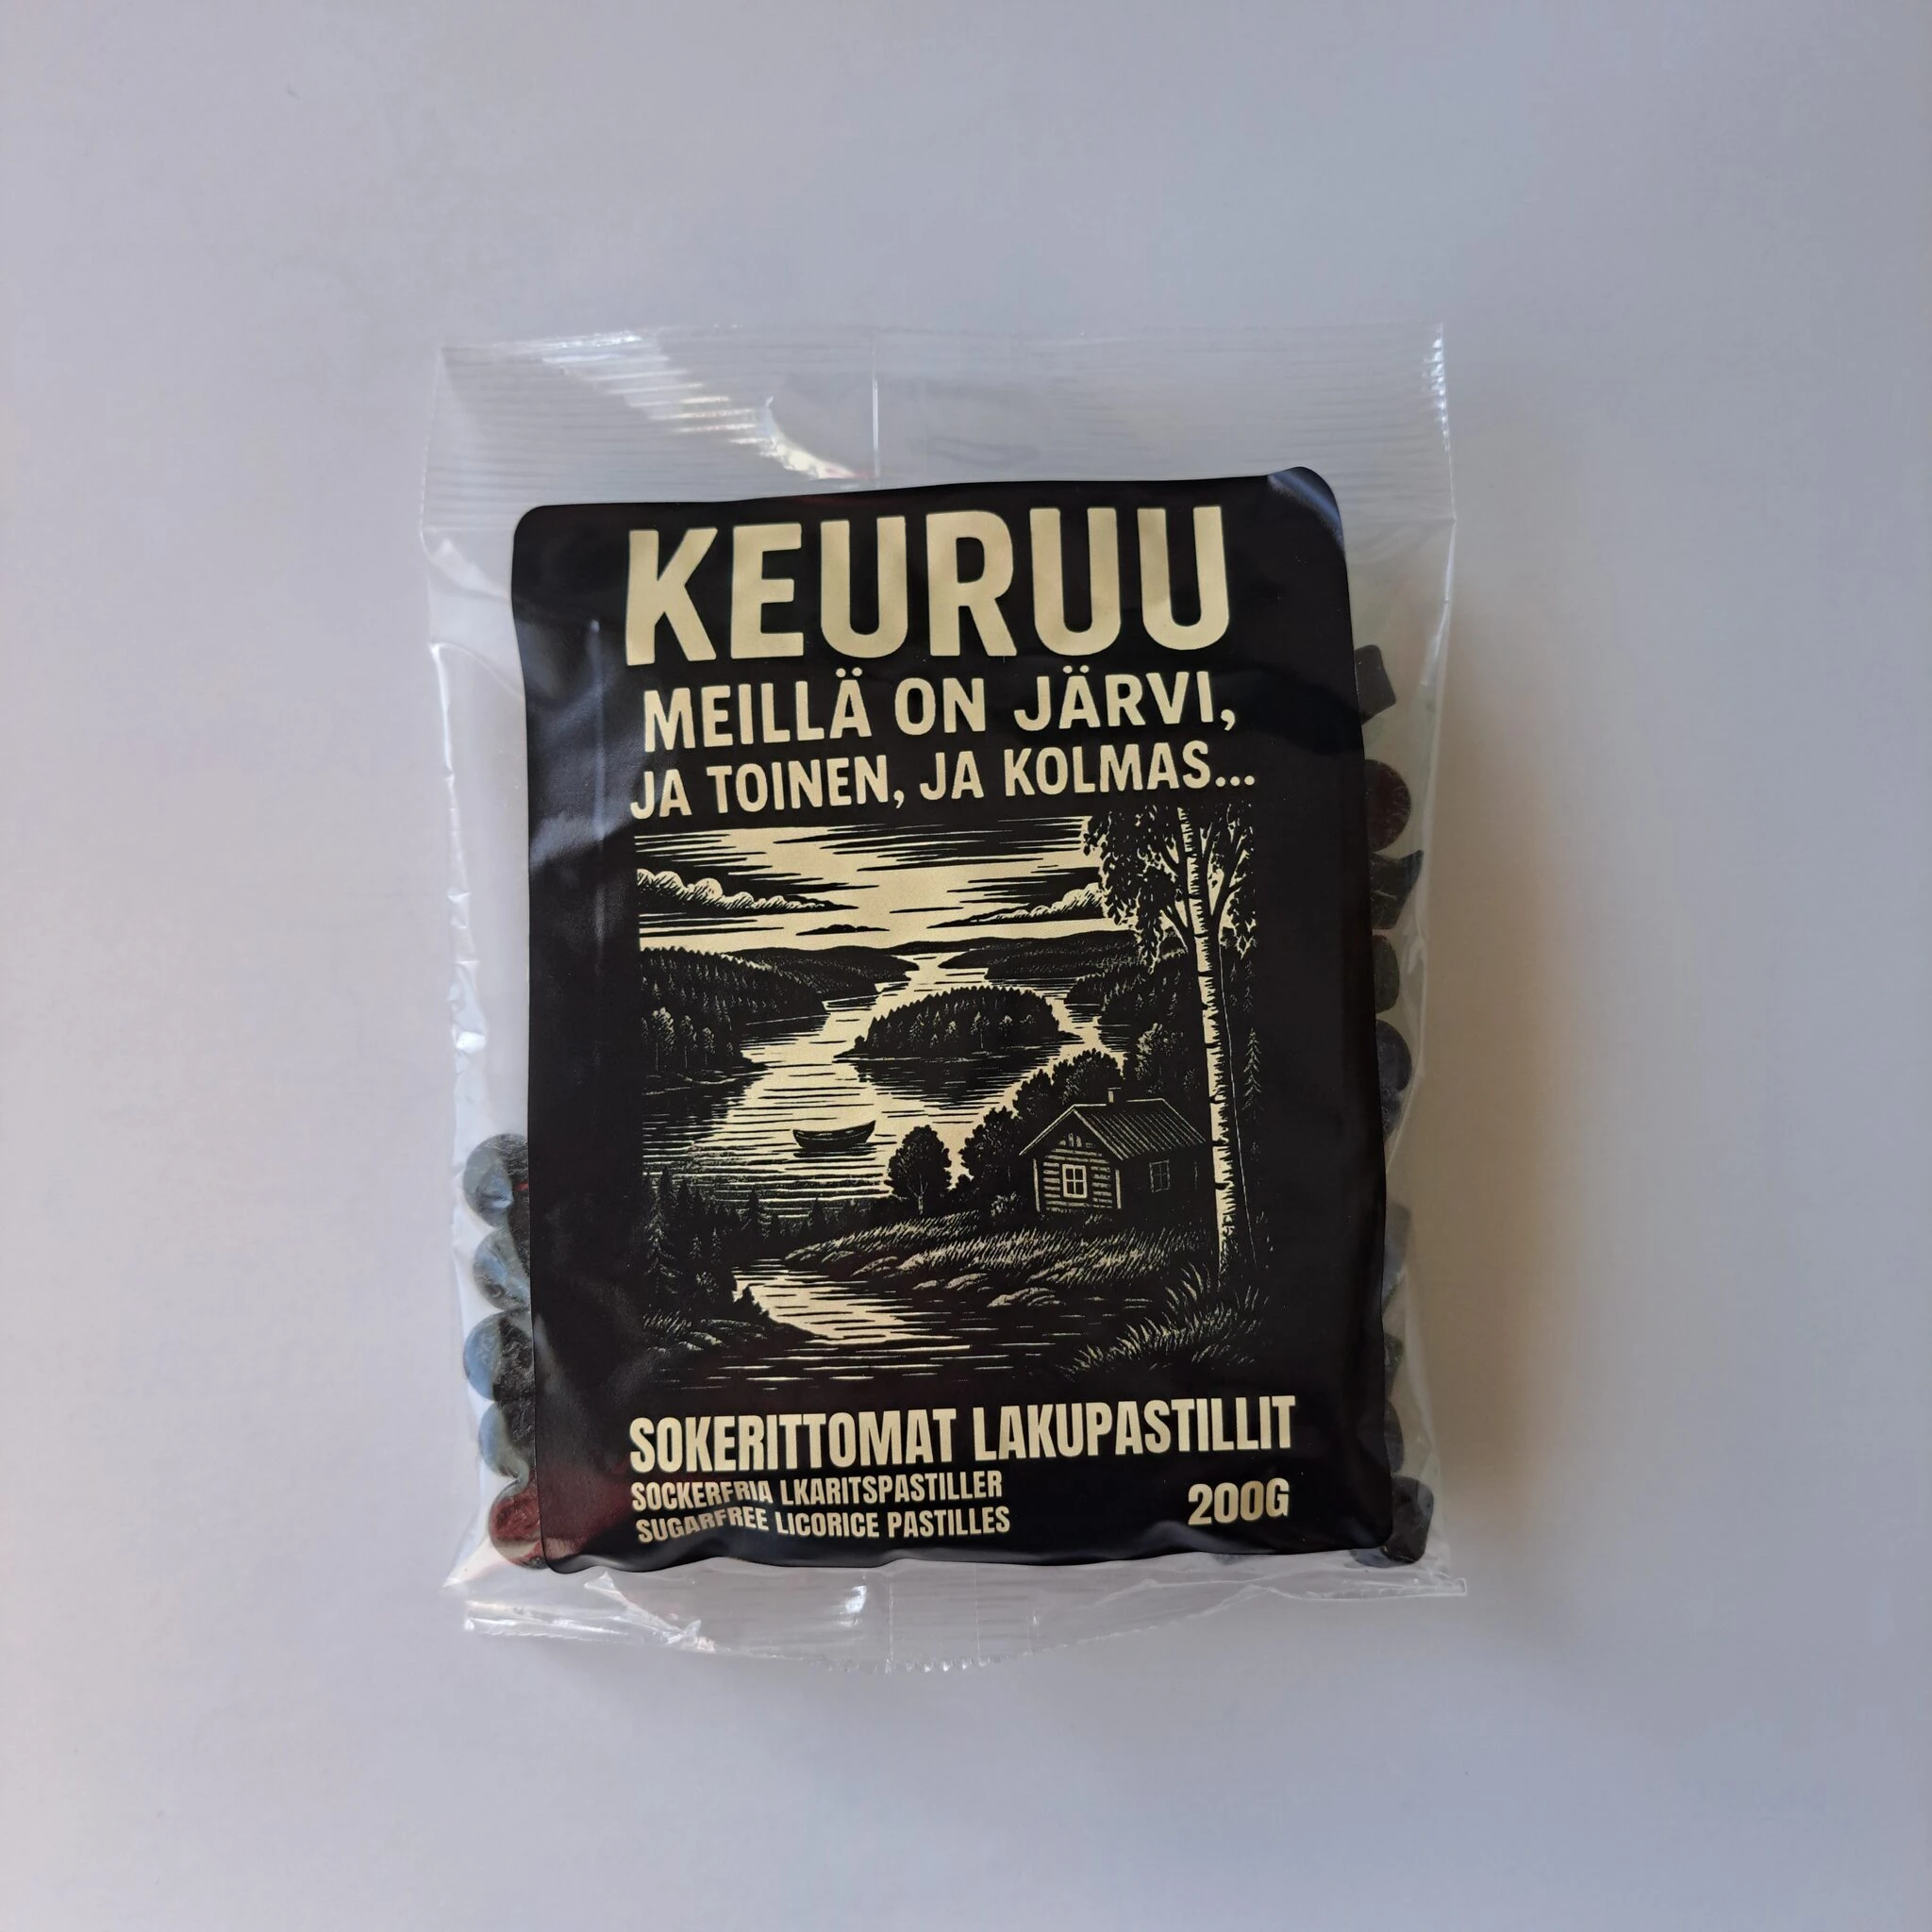 KEURUU
MEILLÄ ON JÄRVI,
JA TOINEN, JA KOLMAS...
SOKERITTOMAT LAKUPASTILLIT
SOCKERFRIA LKARITSPASTILLER
SUGARFREE LICORICE PASTILLES
200G